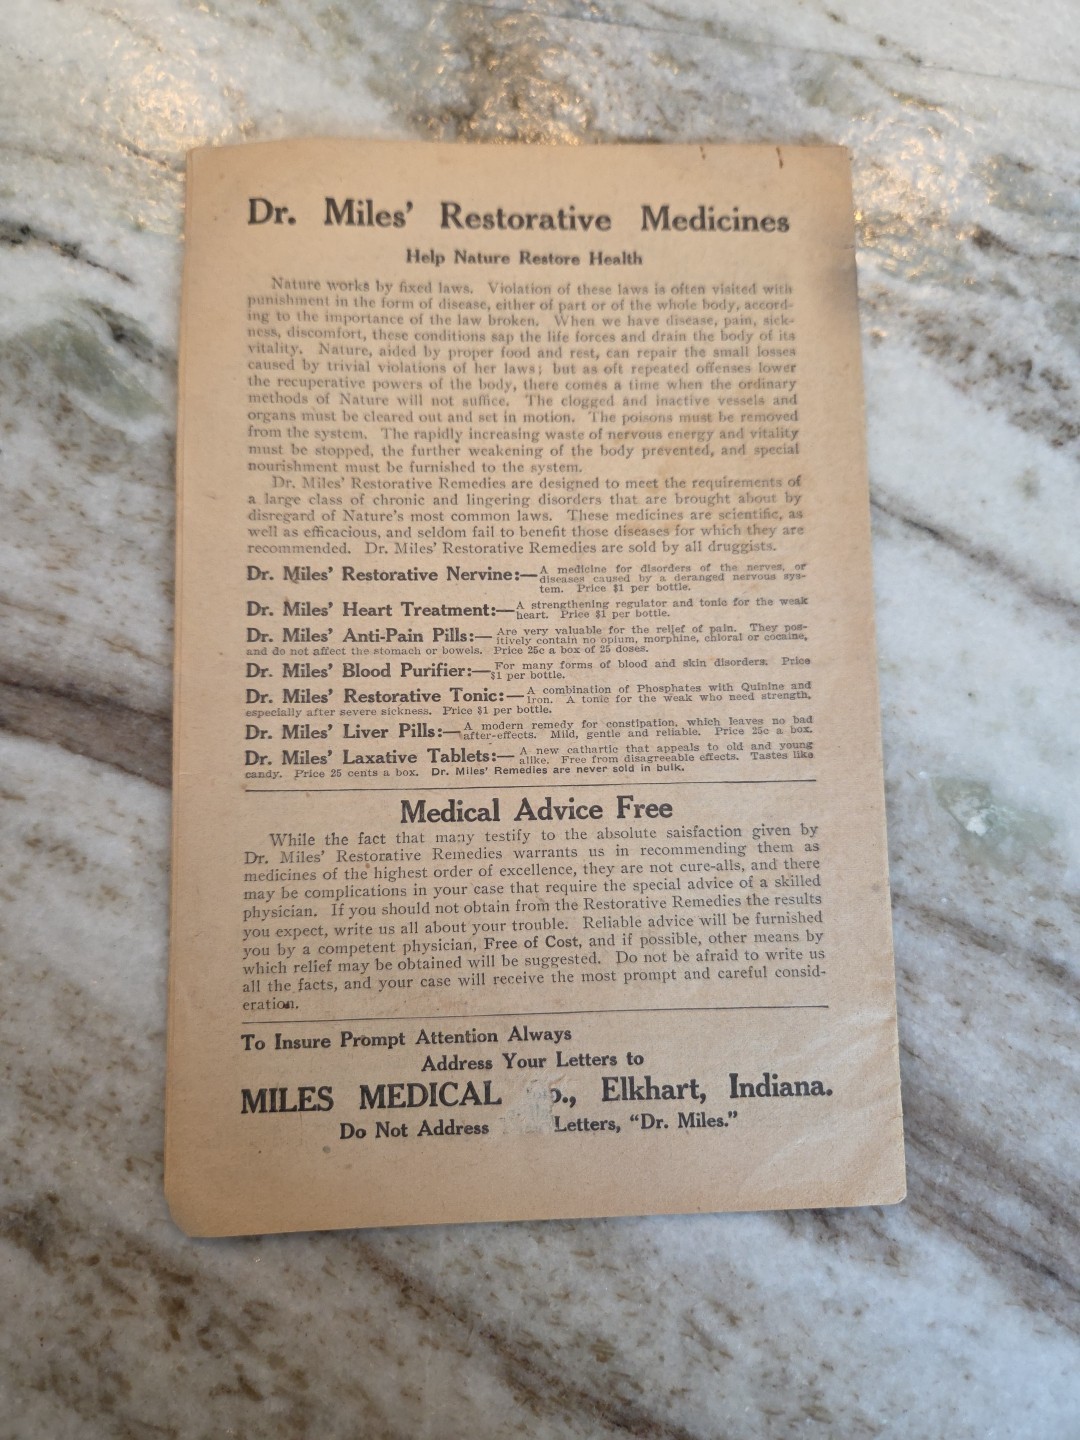 Dr. Miles' Restorative Medicines
Help Nature Restore Health
Nature works by fixed laws. Violation of these laws is often visited with
punishment in the form of disease, either of part or of the whole body, accord-
ing to the importance of the law broken. When we have disease, pain, sick-
ness, discomfort, these conditions sap the life forces and drain the body of its
vitality. Nature, aided by proper food and rest, can repair the small losses
caused by trivial violations of her laws; but as oft repeated offenses lower
the recuperative powers of the body, there comes a time when the ordinary
methods of Nature will not suffice. The clogged and inactive vessels and
organs must be cleared out and set in motion. The poisons must be removed
from the system. The rapidly increasing waste of nervous energy and vitality
must be stopped, the further weakening of the body prevented, and special
nourishment must be furnished to the system.
Dr. Miles' Restorative Remedies are designed to meet the requirements of
a large class of chronic and lingering disorders that are brought about by
disregard of Nature's most common laws. These medicines are scientific, as
well as efficacious, and seldom fail to benefit those diseases for which they are
recommended. Dr. Miles' Restorative Remedies are sold by all druggists.
Dr. Miles' Restorative Nervine:—A medicine for disorders of the nerves, or
diseases caused by a deranged nervous sys-
tem. Price $1 per bottle.
Dr. Miles' Heart Treatment:—A strengthening regulator and tonic for the weak
heart. Price $1 per bottle.
Dr. Miles' Anti-Pain Pills:—Are very valuable for the relief of pain. They pos-
itively contain no opium, morphine, chloral or cocaine,
and do not affect the stomach or bowels. Price 25c a box of 25 doses.
Dr. Miles' Blood Purifier:—For many forms of blood and skin disorders. Price
$1 per bottle.
Dr. Miles' Restorative Tonic:—A combination of Phosphates with Quinine and
Iron. A tonic for the weak who need strength,
especially after severe sickness. Price $1 per bottle.
Dr. Miles' Liver Pills:—A modern remedy for constipation, which leaves no bad
after-effects. Mild, gentle and reliable. Price 25c a box.
Dr. Miles' Laxative Tablets:—A new cathartic that appeals to old and young
alike. Free from disagreeable effects. Tastes like
candy. Price 25 cents a box. Dr. Miles' Remedies are never sold in bulk.
Medical Advice Free
While the fact that many testify to the absolute saisfaction given by
Dr. Miles' Restorative Remedies warrants us in recommending them as
medicines of the highest order of excellence, they are not cure-alls, and there
may be complications in your case that require the special advice of a skilled
physician. If you should not obtain from the Restorative Remedies the results
you expect, write us all about your trouble. Reliable advice will be furnished
you by a competent physician, Free of Cost, and if possible, other means by
which relief may be obtained will be suggested. Do not be afraid to write us
all the facts, and your case will receive the most prompt and careful consid-
eration.
To Insure Prompt Attention Always
Address Your Letters to
MILES MEDICAL o., Elkhart, Indiana.
Do Not Address Letters, "Dr. Miles."